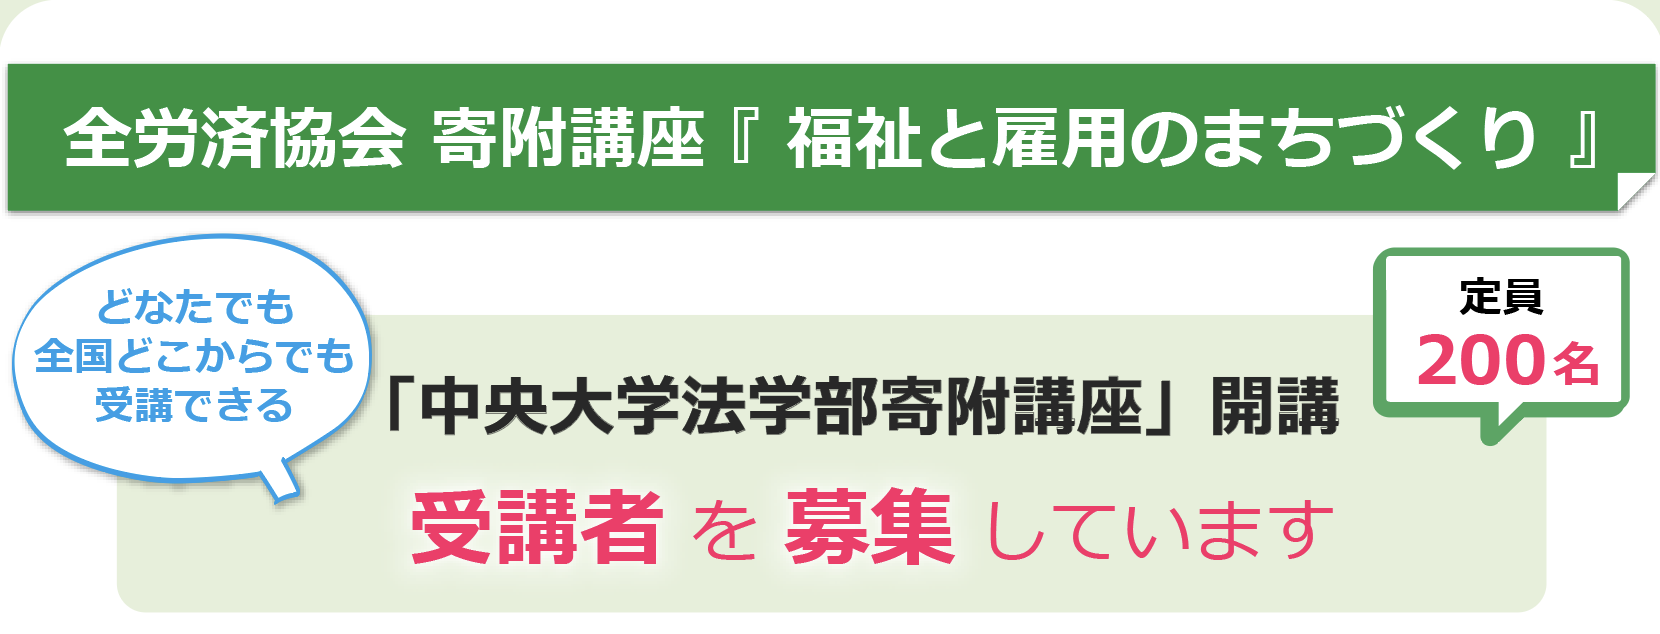 全労済協会 寄附講座『 福祉と雇用のまちづくり 』
どなたでも
全国どこからでも
受講できる
定員
200名
「中央大学法学部寄附講座」開講
受講者を募集しています